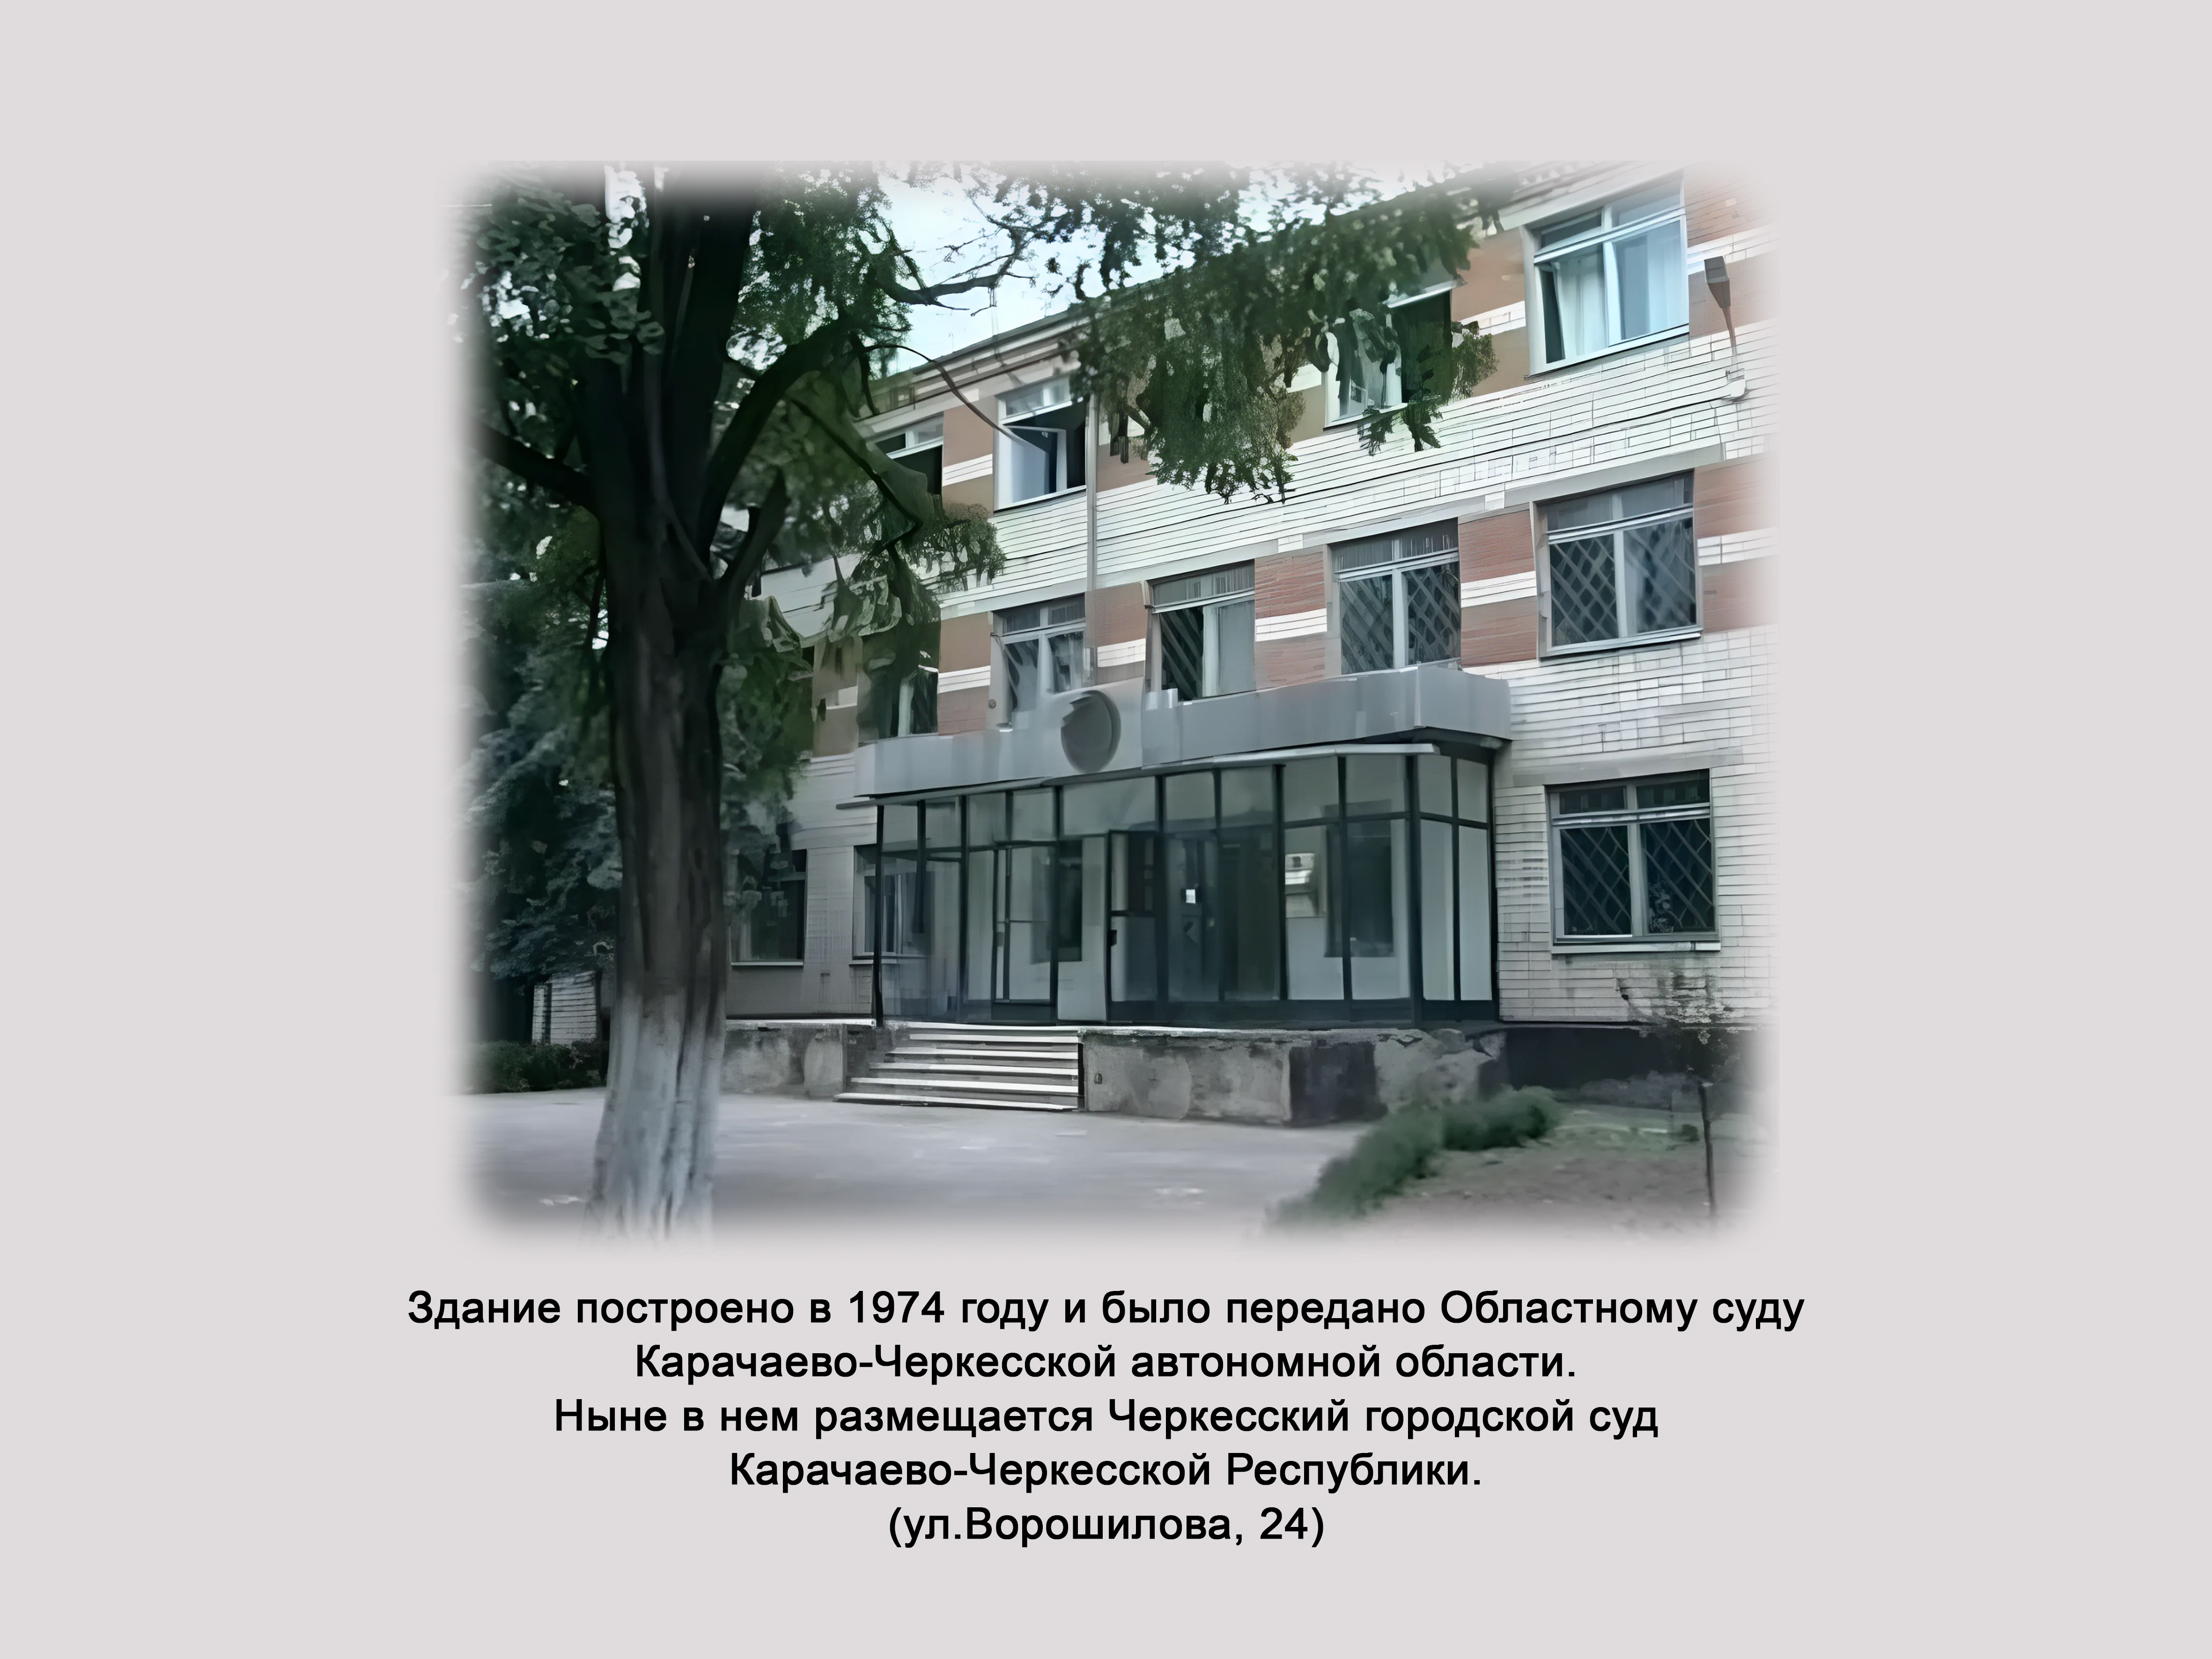 Здание построено в 1974 году и было передано Областному суду
Карачаево-Черкесской автономной области.
Ныне в нем размещается Черкесский городской суд
Карачаево-Черкесской Республики.
(ул.Ворошилова, 24)